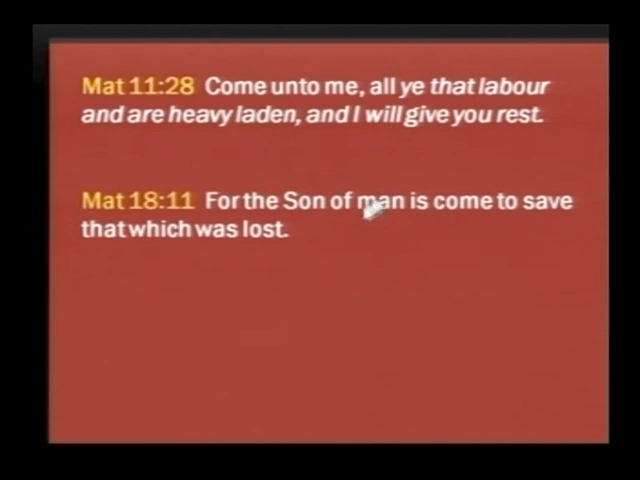 Mat 11:28 Come unto me, all ye that labour
and are heavy laden, and I will give you rest.
Mat 18:11 For the Son of man is come to save
that which was lost.